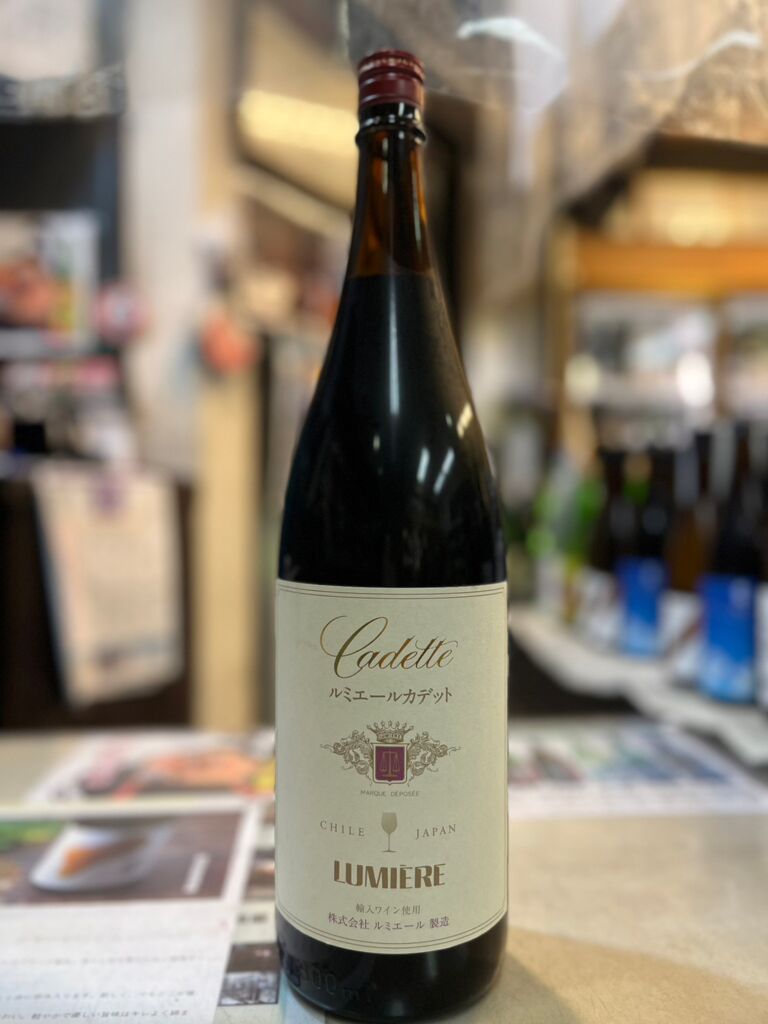 Cadette
ルミエールカデット
MARQUE DÉPOSÉE
CHILE JAPAN
LUMIÈRE
輸入ワイン使用
株式会社 ルミエール 製造